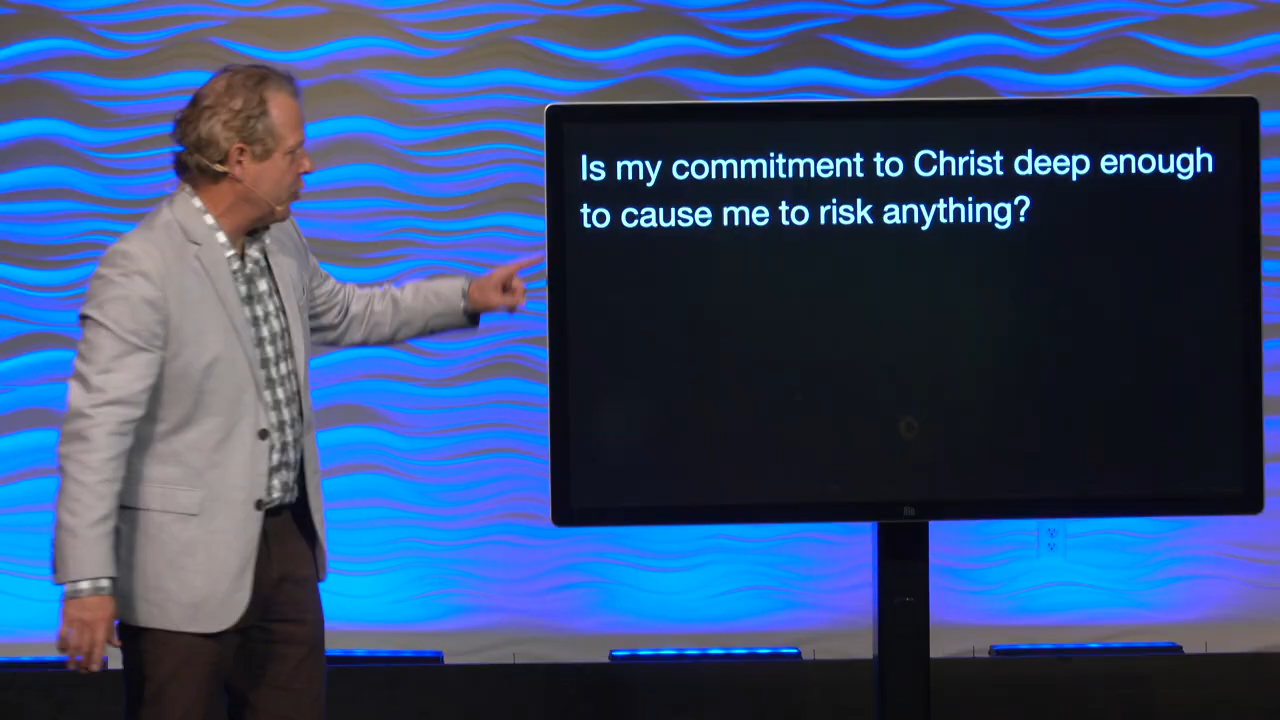 Is my commitment to Christ deep enough
to cause me to risk anything?